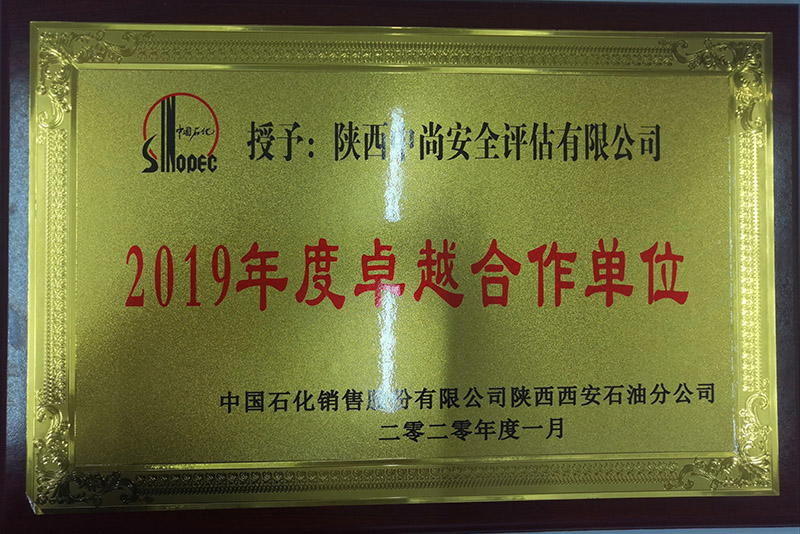 中国石化
SINOPEC
授予：陕西中尚安全评估有限公司
2019年度卓越合作单位
中国石化销售股份有限公司陕西西安石油分公司
二零二零年度一月